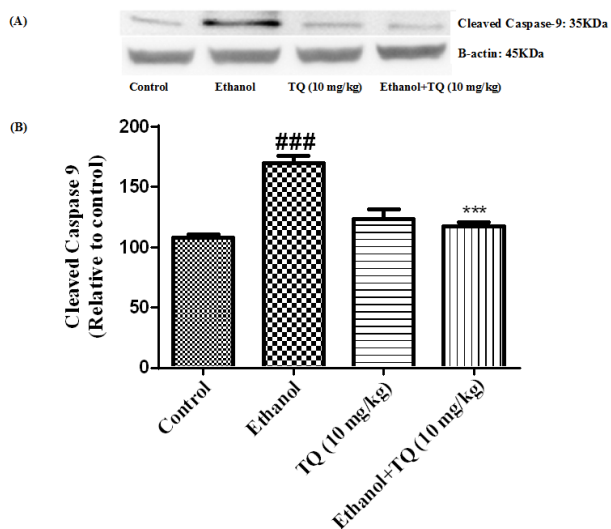 (A)
Cleaved Caspase-9: 35KDa
B-actin: 45KDa
Control Ethanol TQ (10 mg/kg) Ethanol+TQ (10 mg/kg)
(B)
200
150
100
50
0
Cleaved Caspase 9
(Relative to control)
###
***
Control
Ethanol
TQ (10 mg/kg)
Ethanol+TQ (10 mg/kg)